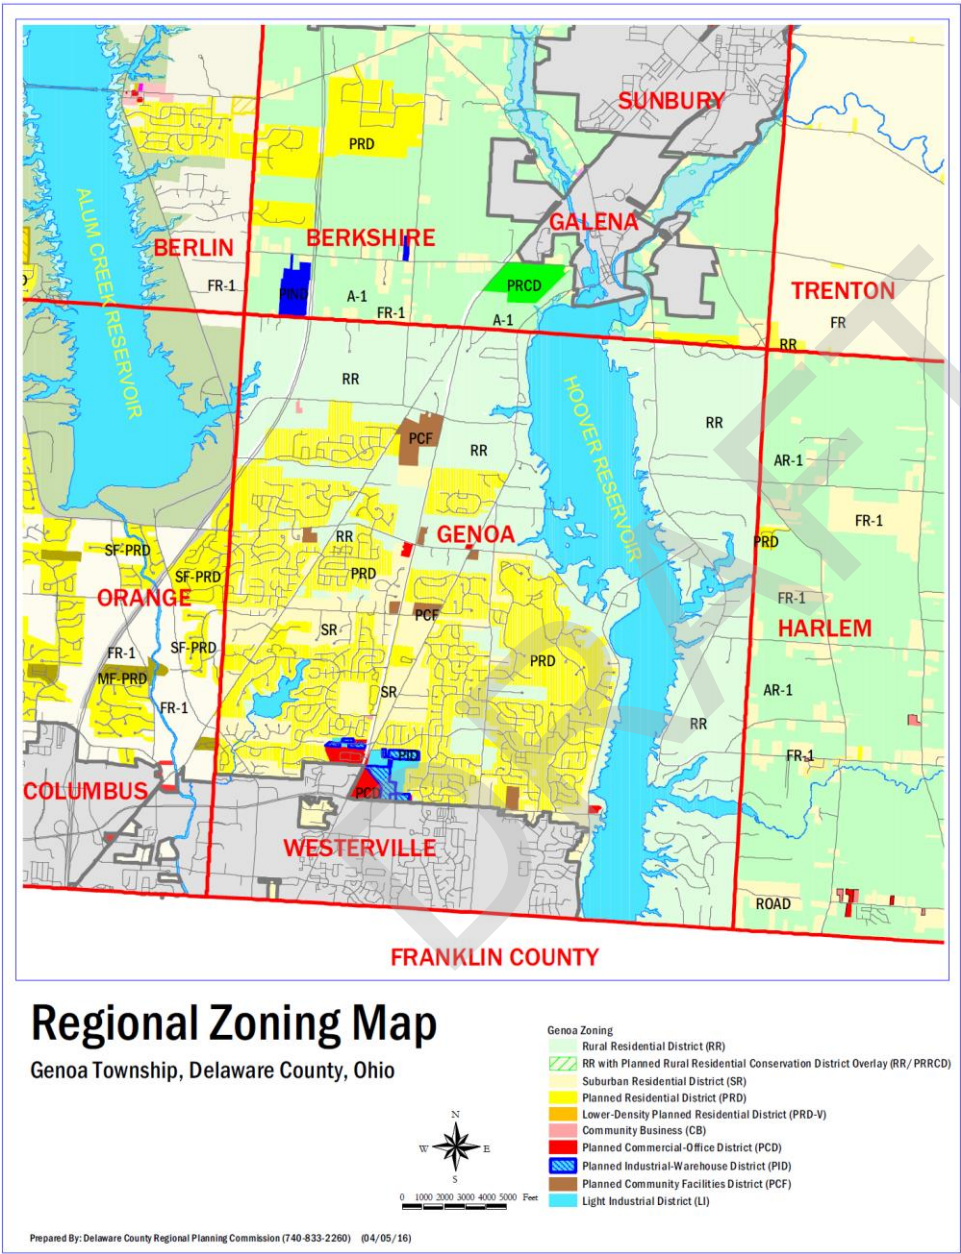 SUNBURY
PRD
GALENA
BERKSHIRE
BERLIN
ALUM CREEK RESERVOIR
FR-1
PIND
A-1
FR-1
PRCD
A-1
TRENTON
FR
RR
RR
HOOVER RESERVOIR
RR
PCF
RR
AR-1
FR-1
GENOA
RR
PRD
SF-PRD
SF-PRD
PRD
ORANGE
FR-1
PCF
SR
HARLEM
SF-PRD
FR-1
MF-PRD
PRD
SR
AR-1
FR-1
RR
FR-1
PID
PCD
COLUMBUS
WESTERVILLE
ROAD
FRANKLIN COUNTY
DRAFT
Regional Zoning Map
Genoa Township, Delaware County, Ohio
N
W E
S
0 1000 2000 3000 4000 5000 Feet
Genoa Zoning
Rural Residential District (RR)
RR with Planned Rural Residential Conservation District Overlay (RR/PRRCD)
Suburban Residential District (SR)
Planned Residential District (PRD)
Lower-Density Planned Residential District (PRD-V)
Community Business (CB)
Planned Commercial-Office District (PCD)
Planned Industrial-Warehouse District (PID)
Planned Community Facilities District (PCF)
Light Industrial District (LI)
Prepared By: Delaware County Regional Planning Commission (740-833-2260) (04/05/16)